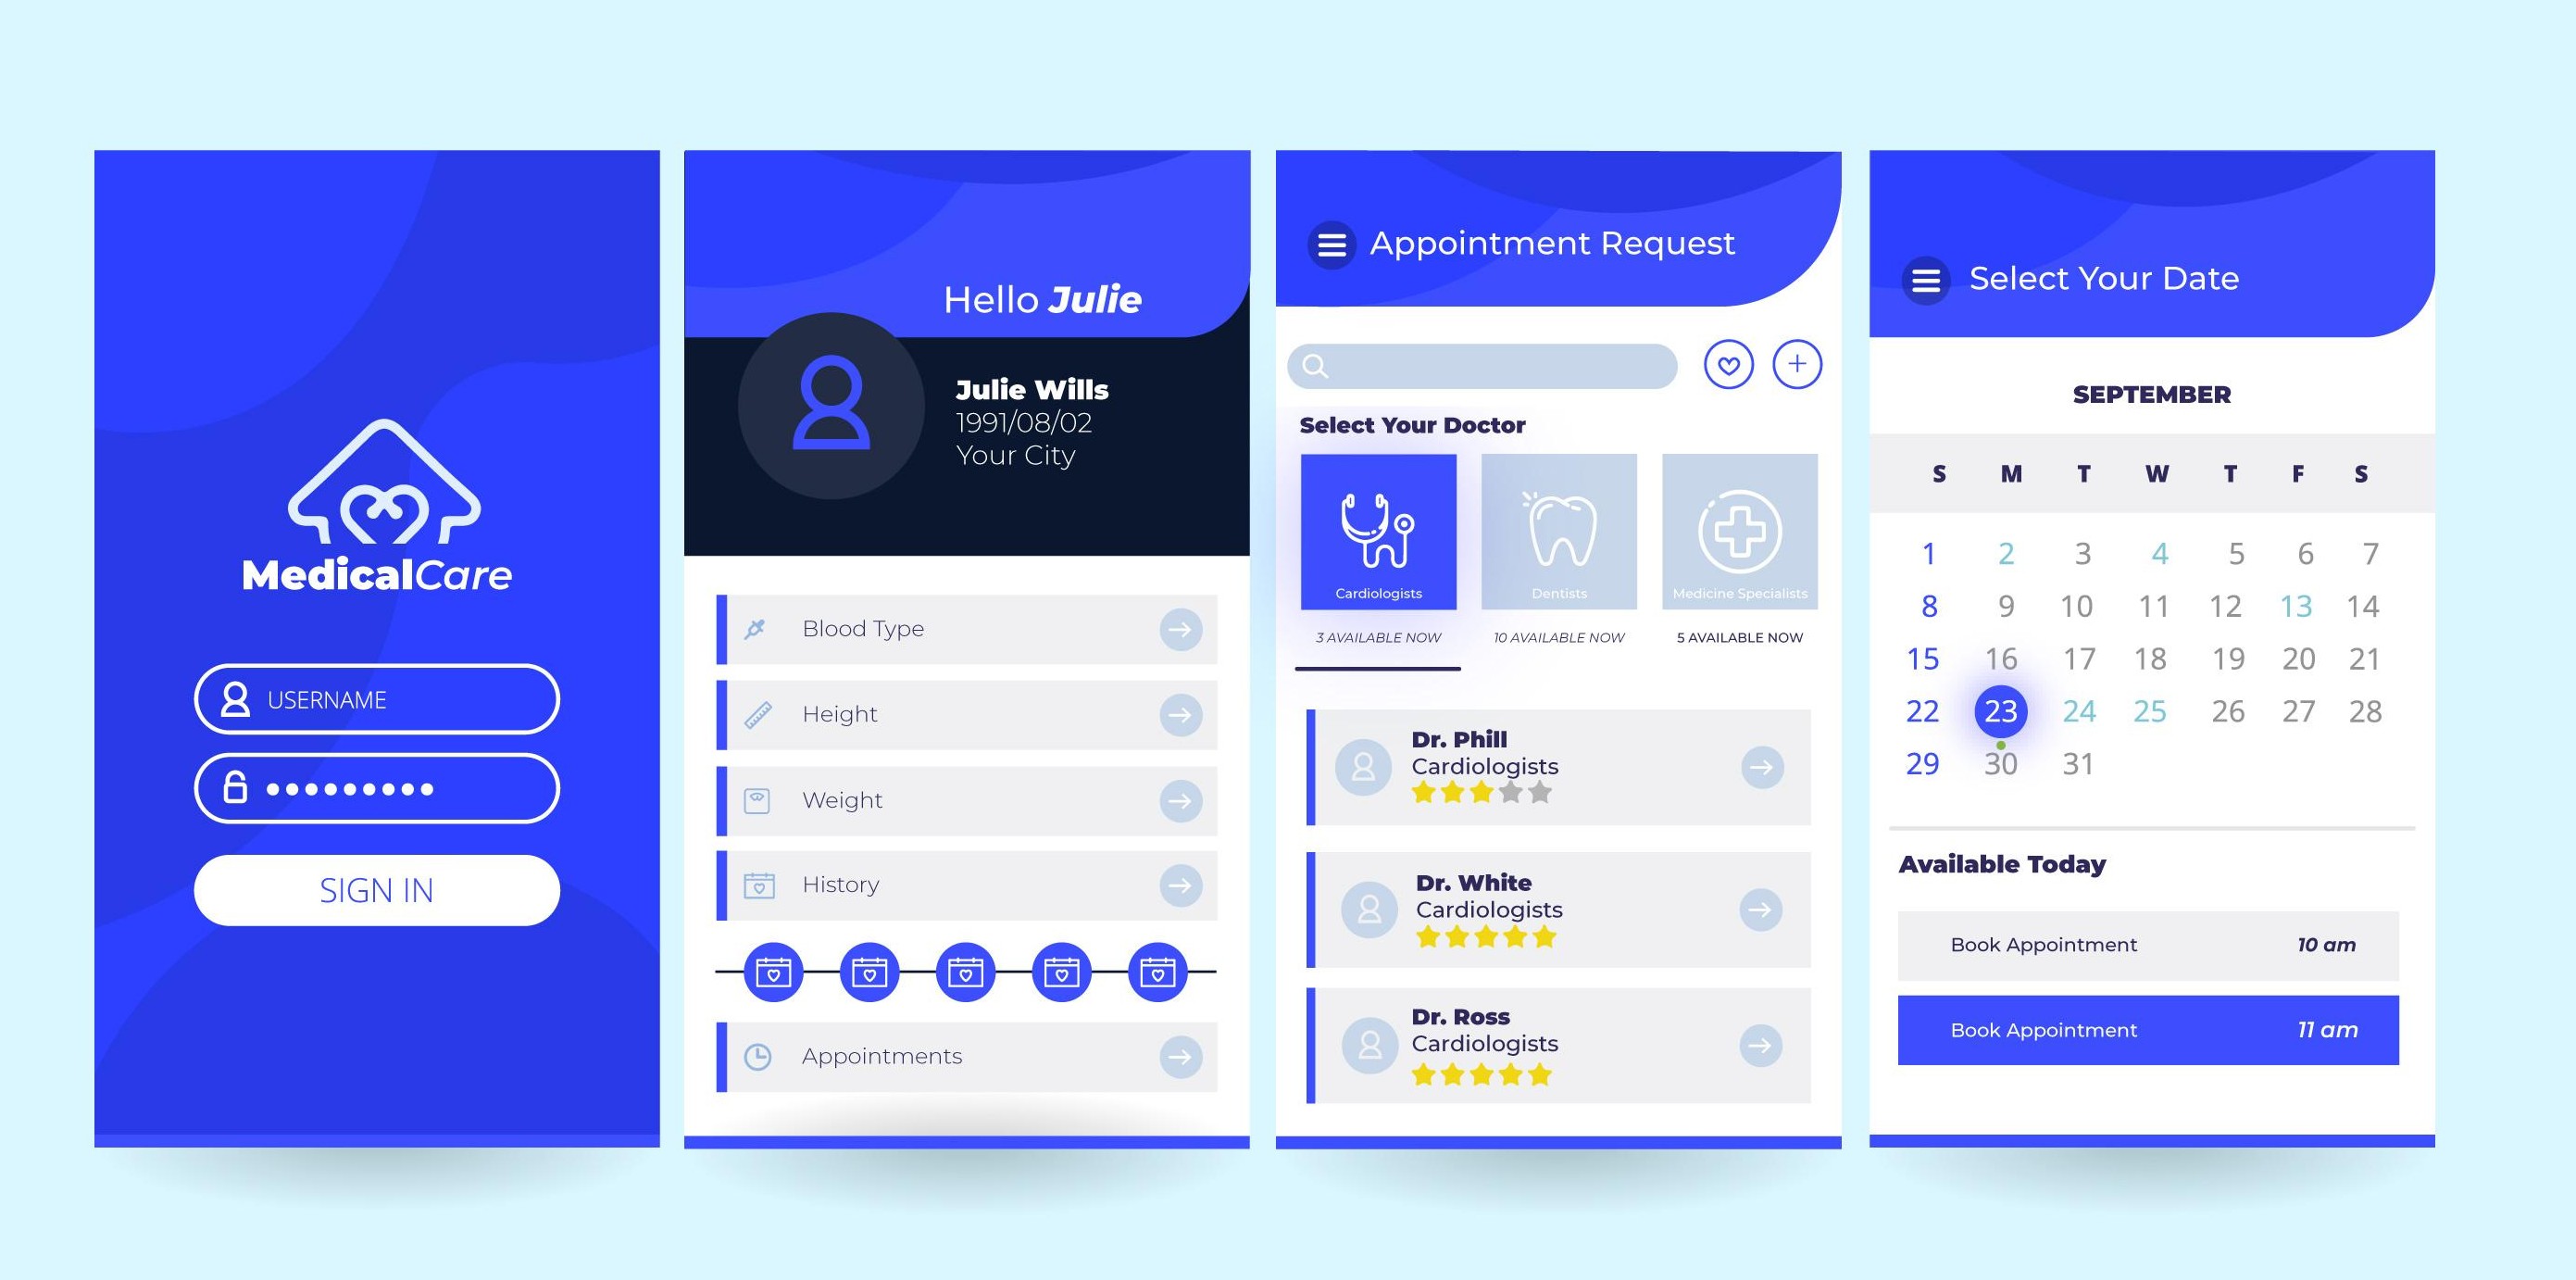 MedicalCare
USERNAME
SIGN IN
Hello Julie
Julie Wills
1991/08/02
Your City
Blood Type
Height
Weight
History
Appointments
Appointment Request
Select Your Doctor
Cardiologists
Dentists
Medicine Specialists
3 AVAILABLE NOW
10 AVAILABLE NOW
5 AVAILABLE NOW
Dr. Phill
Cardiologists
Dr. White
Cardiologists
Dr. Ross
Cardiologists
Select Your Date
SEPTEMBER
S M T W T F S
1 2 3 4 5 6 7
8 9 10 11 12 13 14
15 16 17 18 19 20 21
22 23 24 25 26 27 28
29 30 31
Available Today
Book Appointment 10 am
Book Appointment 11 am